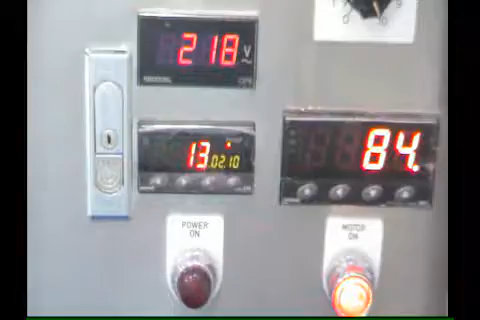 218
V
13
02.10
84.
POWER
ON
MOTOR
ON